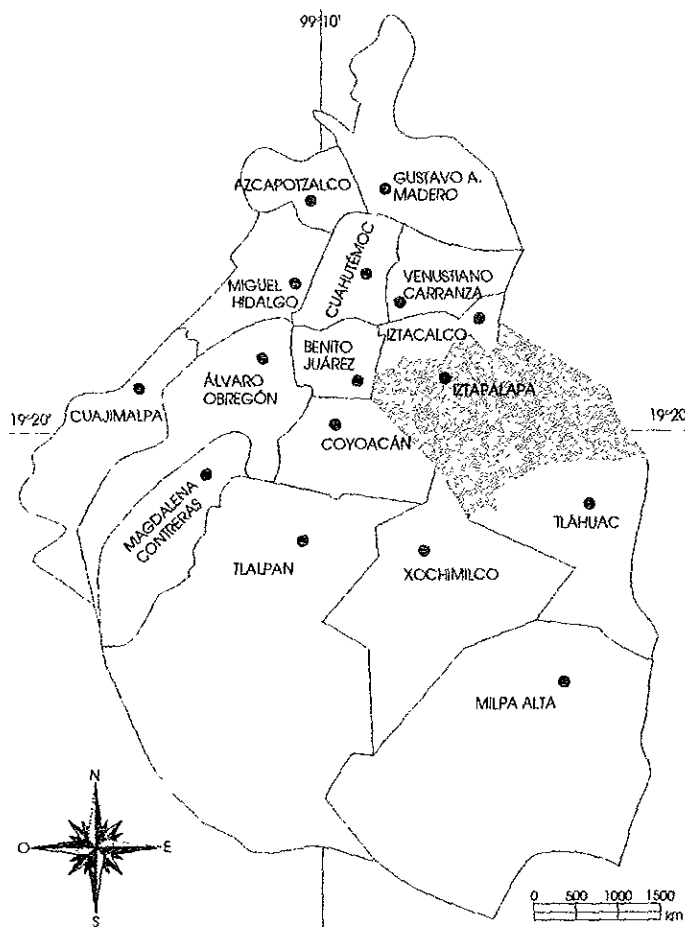 99°10'
AZCAPOTZALCO
GUSTAVO A.
MADERO
CUAHUTÉMOC
MIGUEL
HIDALGO
VENUSTIANO
CARRANZA
IZTACALCO
BENITO
JUÁREZ
ÁLVARO
OBREGÓN
IZTAPALAPA
CUAJIMALPA
19°20'
19°20'
COYOACÁN
MAGDALENA
CONTRERAS
TLÁHUAC
TLALPAN
XOCHIMILCO
MILPA ALTA
N
O
E
S
0 500 1000 1500
km